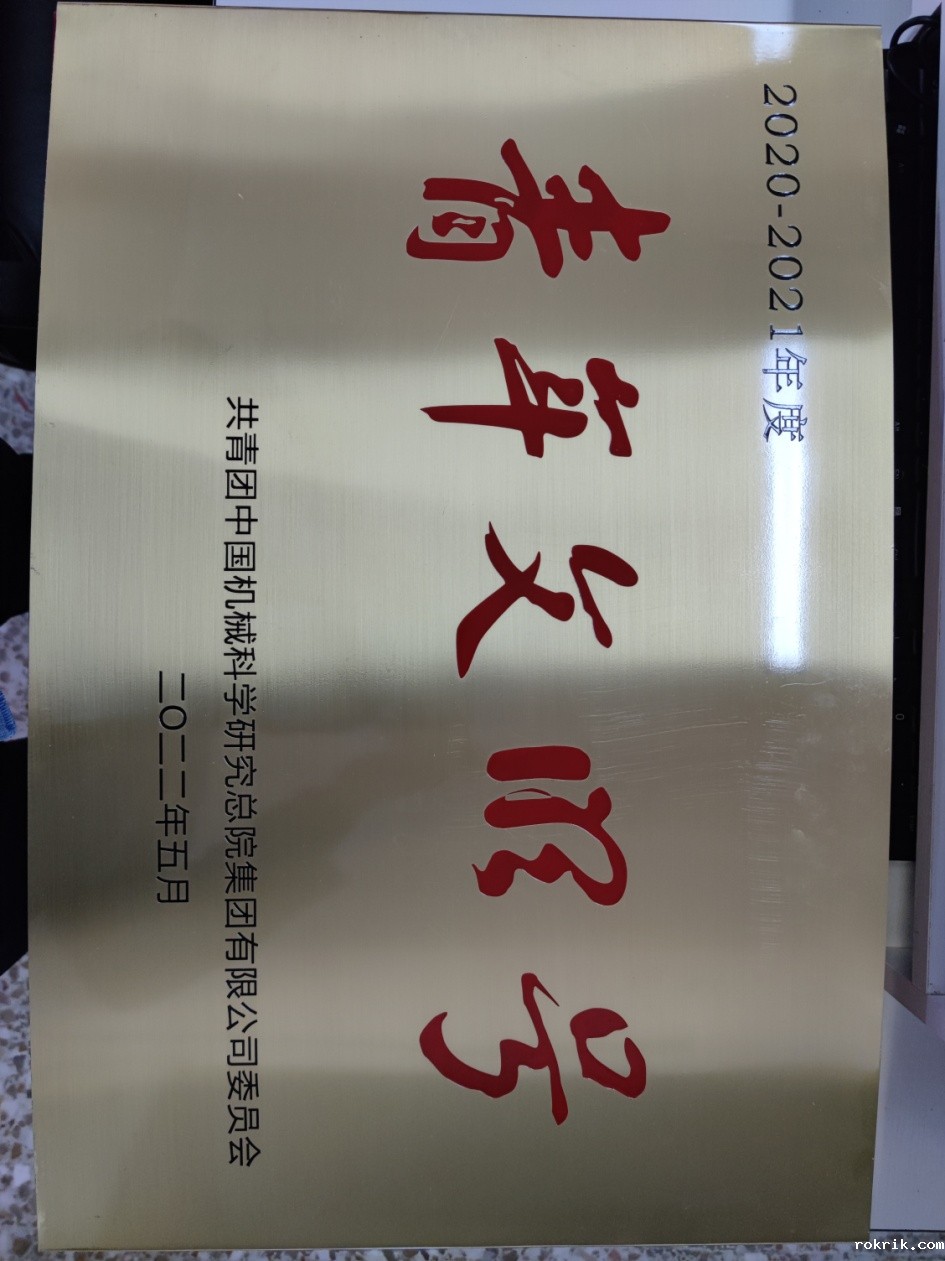 2020-2021年度
青年文明号
共青团中国机械科学研究总院集团有限公司委员会
二〇二二年五月
rokrik.com